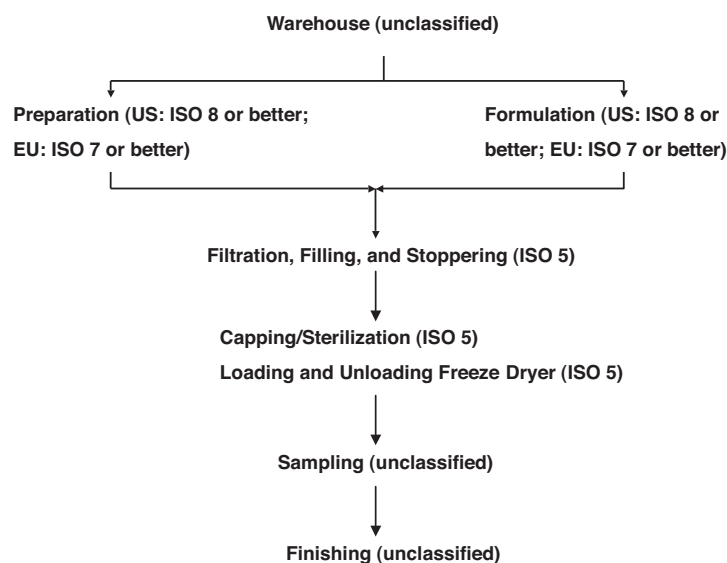 Warehouse (unclassified)
Preparation (US: ISO 8 or better;
EU: ISO 7 or better)
Formulation (US: ISO 8 or
better; EU: ISO 7 or better)
Filtration, Filling, and Stoppering (ISO 5)
Capping/Sterilization (ISO 5)
Loading and Unloading Freeze Dryer (ISO 5)
Sampling (unclassified)
Finishing (unclassified)